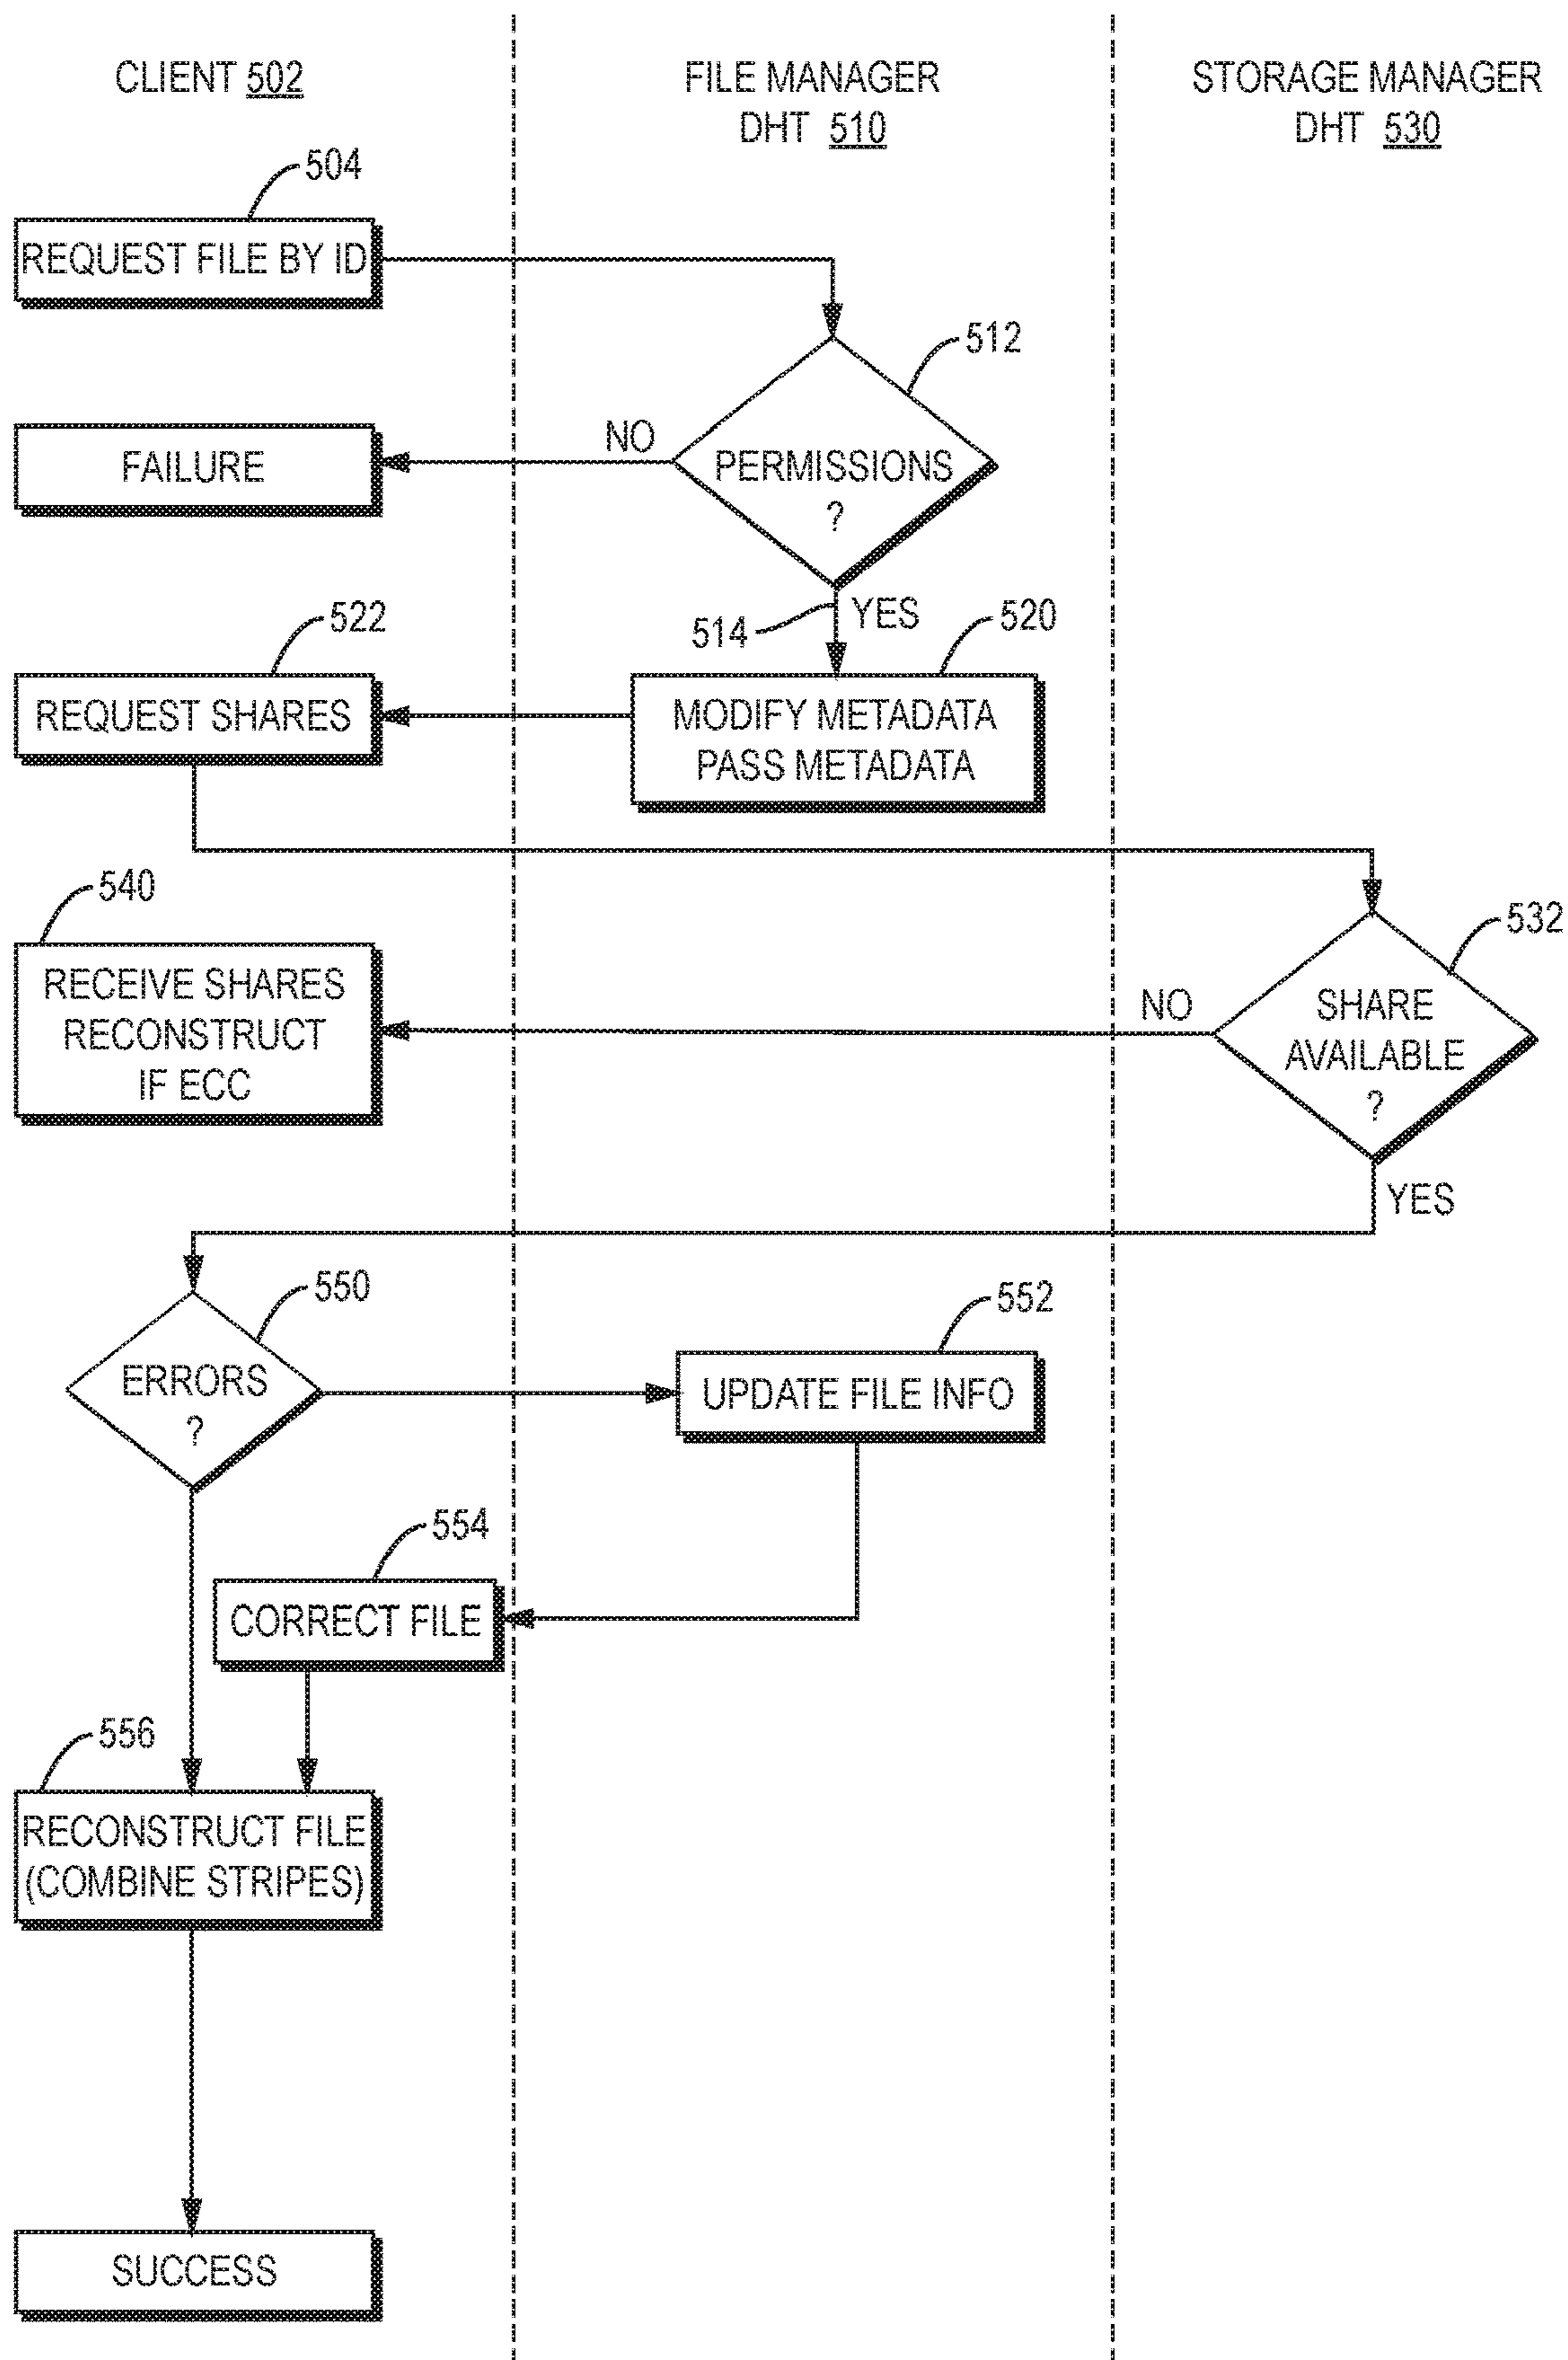 CLIENT 502
FILE MANAGER
DHT 510
STORAGE MANAGER
DHT 530
504
REQUEST FILE BY ID
512
PERMISSIONS
?
NO
FAILURE
514
YES
522
REQUEST SHARES
520
MODIFY METADATA
PASS METADATA
532
SHARE
AVAILABLE
?
NO
540
RECEIVE SHARES
RECONSTRUCT
IF ECC
YES
550
ERRORS
?
552
UPDATE FILE INFO
554
CORRECT FILE
556
RECONSTRUCT FILE
(COMBINE STRIPES)
SUCCESS